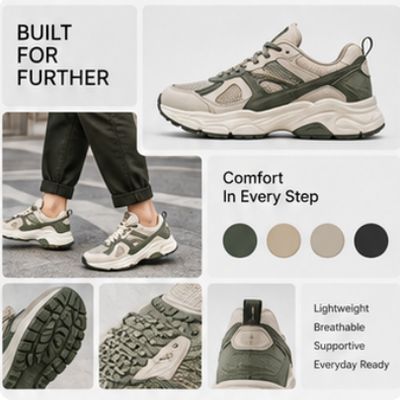 BUILT
FOR
FURTHER
Comfort
In Every Step
Lightweight
Breathable
Supportive
Everyday Ready